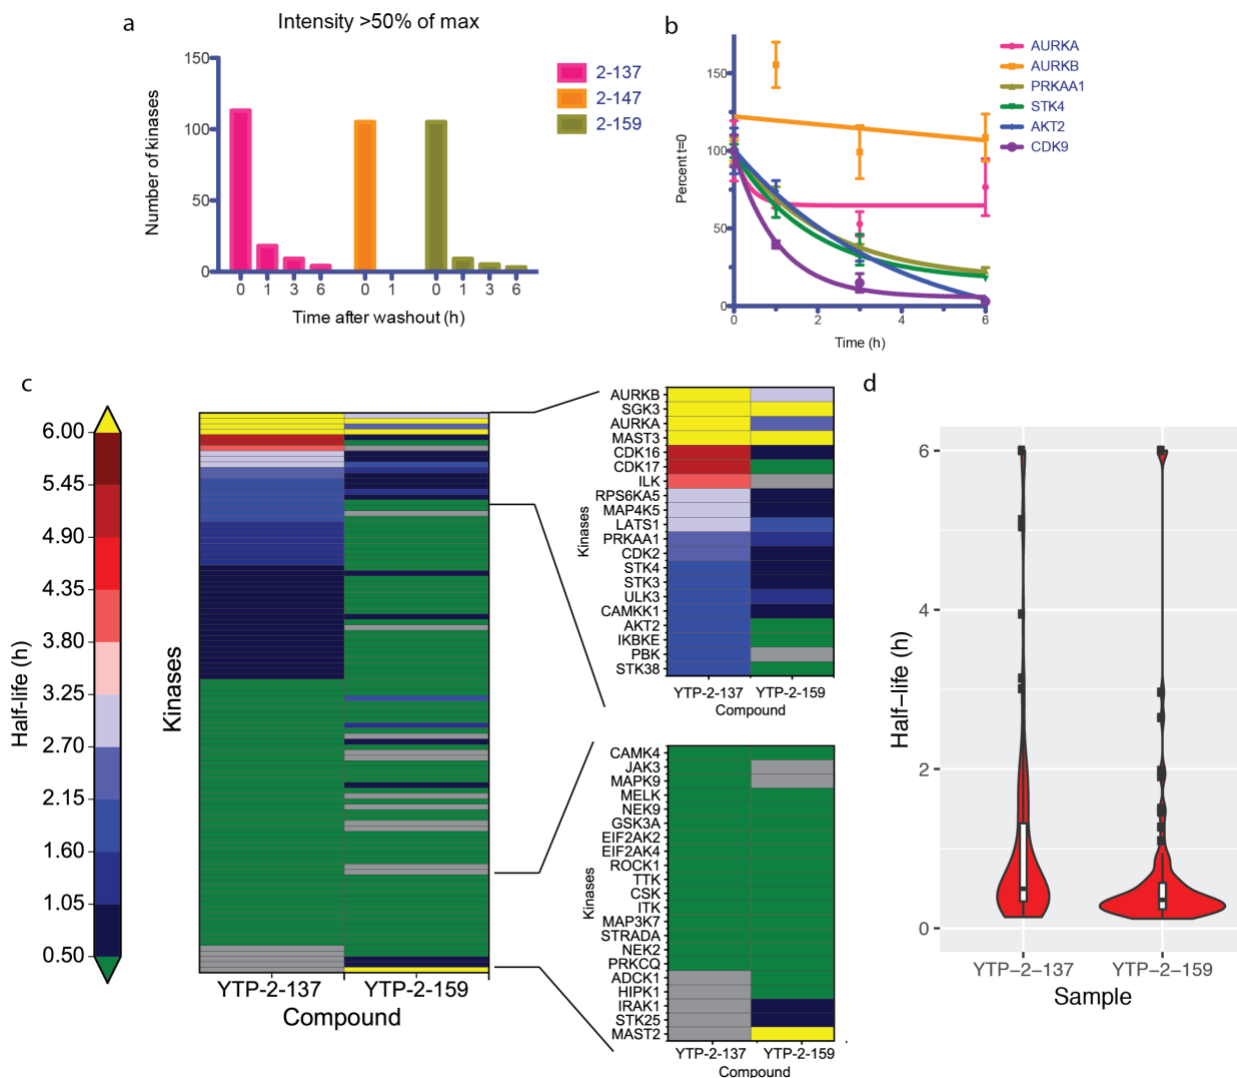 a
Intensity >50% of max
150
100
50
0
Number of kinases
0 1 3 6 0 1 0 1 3 6
Time after washout (h)
2-137
2-147
2-159
b
150
100
50
0
Percent t=0
0 2 4 6
Time (h)
AURKA
AURKB
PRKAA1
STK4
AKT2
CDK9
c
Half-life (h)
6.00
5.45
4.90
4.35
3.80
3.25
2.70
2.15
1.60
1.05
0.50
Kinases
YTP-2-137 YTP-2-159
Compound
Kinases
AURKB
SGK3
AURKA
MAST3
CDK16
CDK17
ILK
RPS6KA5
MAP4K5
LATS1
PRKAA1
CDK2
STK4
STK3
ULK3
CAMKK1
AKT2
IKBKE
PBK
STK38
YTP-2-137 YTP-2-159
Compound
Kinases
CAMK4
JAK3
MAPK9
MELK
NEK9
GSK3A
EIF2AK2
EIF2AK4
ROCK1
TTK
CSK
ITK
MAP3K7
STRADA
NEK2
PRKCQ
ADCK1
HIPK1
IRAK1
STK25
MAST2
YTP-2-137 YTP-2-159
Compound
d
Half-life (h)
6
4
2
0
YTP-2-137 YTP-2-159
Sample